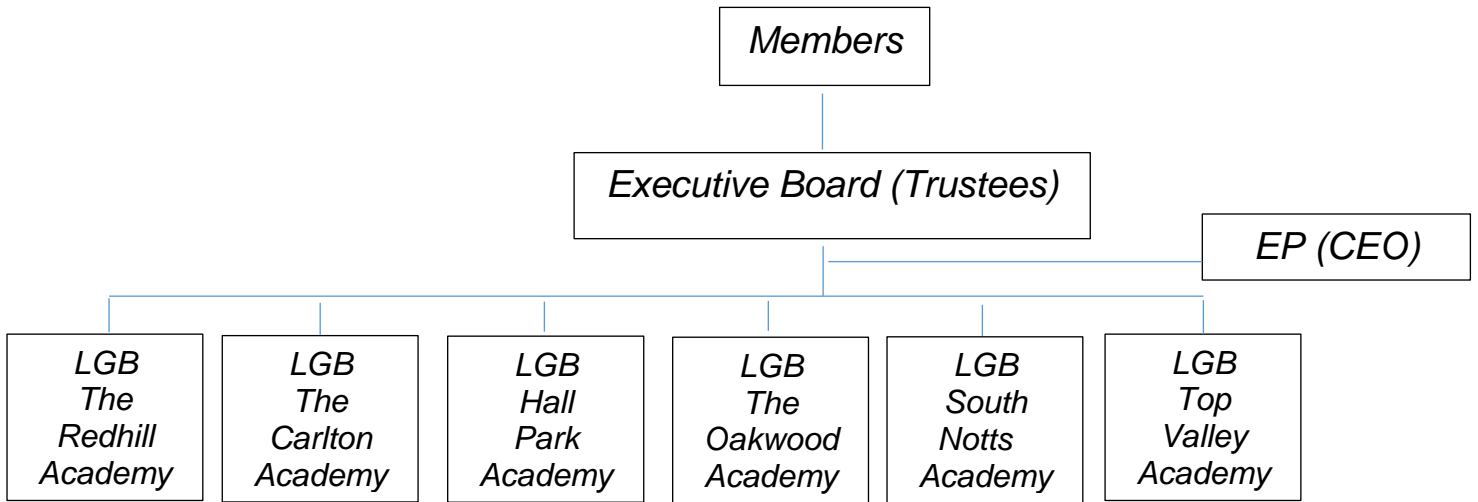 Members
Executive Board (Trustees)
EP (CEO)
LGB
The
Redhill
Academy
LGB
The
Carlton
Academy
LGB
Hall
Park
Academy
LGB
The
Oakwood
Academy
LGB
South
Notts
Academy
LGB
Top
Valley
Academy